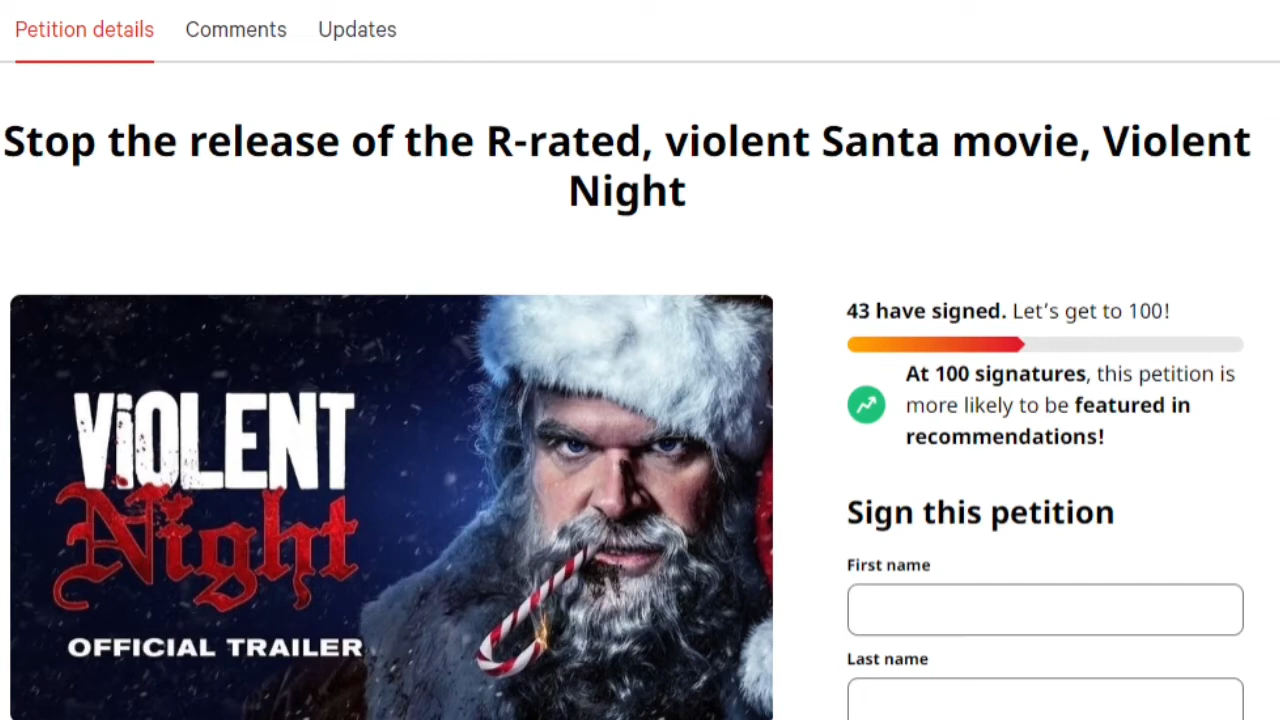 Petition details Comments Updates
Stop the release of the R-rated, violent Santa movie, Violent
Night
VIOLENT
Night
OFFICIAL TRAILER
43 have signed. Let's get to 100!
At 100 signatures, this petition is
more likely to be featured in
recommendations!
Sign this petition
First name
Last name